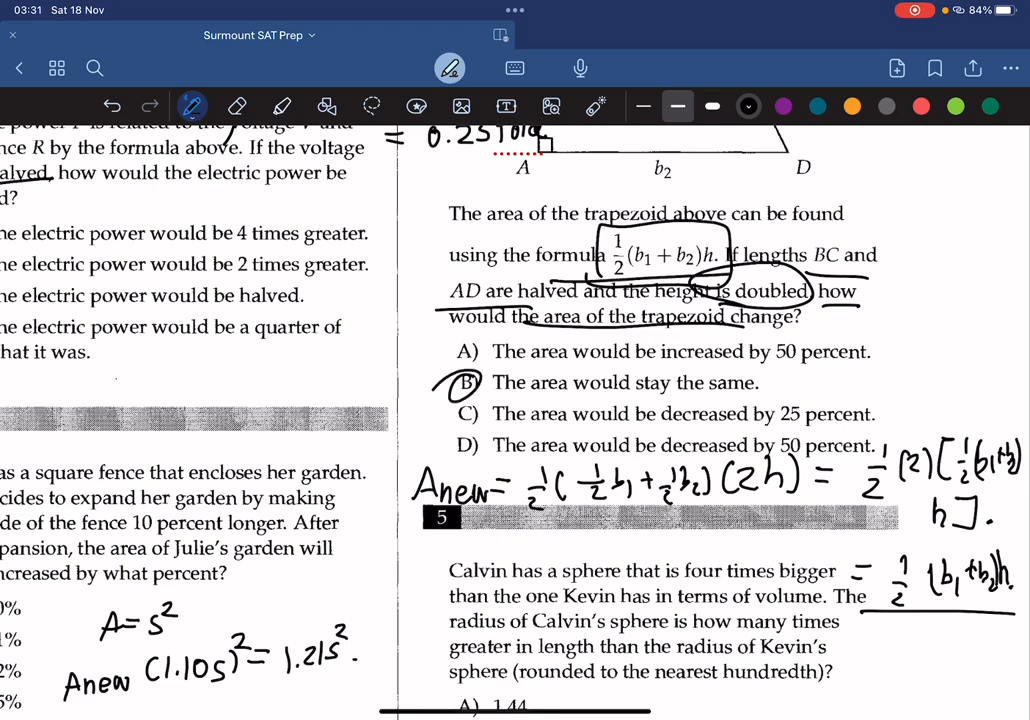 03:31 Sat 18 Nov
84%
Surmount SAT Prep
nce R by the formula above. If the voltage
alved, how would the electric power be
d?
he electric power would be 4 times greater.
he electric power would be 2 times greater.
he electric power would be halved.
he electric power would be a quarter of
hat it was.
as a square fence that encloses her garden.
cides to expand her garden by making
de of the fence 10 percent longer. After
pansion, the area of Julie's garden will
ncreased by what percent?
0%
1%
2%
5%
A = s²
Anew (1.10s)² = 1.21s².
A b₂ D
The area of the trapezoid above can be found
using the formula 1/2(b₁ + b₂)h. If lengths BC and
AD are halved and the height is doubled, how
would the area of the trapezoid change?
A) The area would be increased by 50 percent.
B) The area would stay the same.
C) The area would be decreased by 25 percent.
D) The area would be decreased by 50 percent.
Anew = 1/2 (1/2 b₁ + 1/2 b₂) (2h) = 1/2 (2) [1/2 (b₁+b₂)
h].
= 1/2 (b₁+b₂)h.
5
Calvin has a sphere that is four times bigger
than the one Kevin has in terms of volume. The
radius of Calvin's sphere is how many times
greater in length than the radius of Kevin's
sphere (rounded to the nearest hundredth)?
A) 1.44